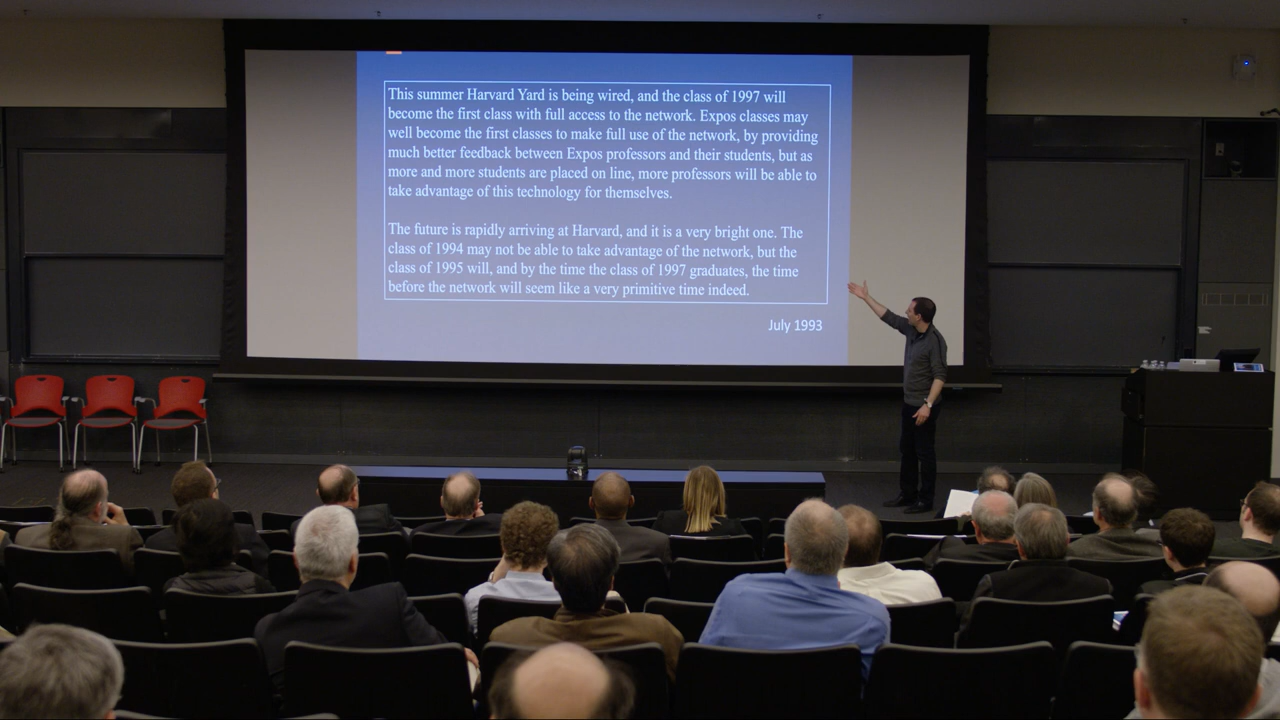 This summer Harvard Yard is being wired, and the class of 1997 will
become the first class with full access to the network. Expos classes may
well become the first classes to make full use of the network, by providing
much better feedback between Expos professors and their students, but as
more and more students are placed on line, more professors will be able to
take advantage of this technology for themselves.
The future is rapidly arriving at Harvard, and it is a very bright one. The
class of 1994 may not be able to take advantage of the network, but the
class of 1995 will, and by the time the class of 1997 graduates, the time
before the network will seem like a very primitive time indeed.
July 1993